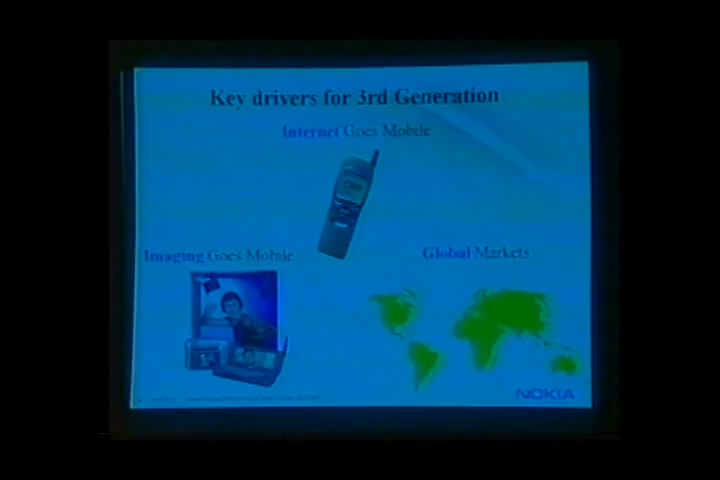 Key drivers for 3rd Generation
Internet Goes Mobile
Imaging Goes Mobile
Global Markets
NOKIA